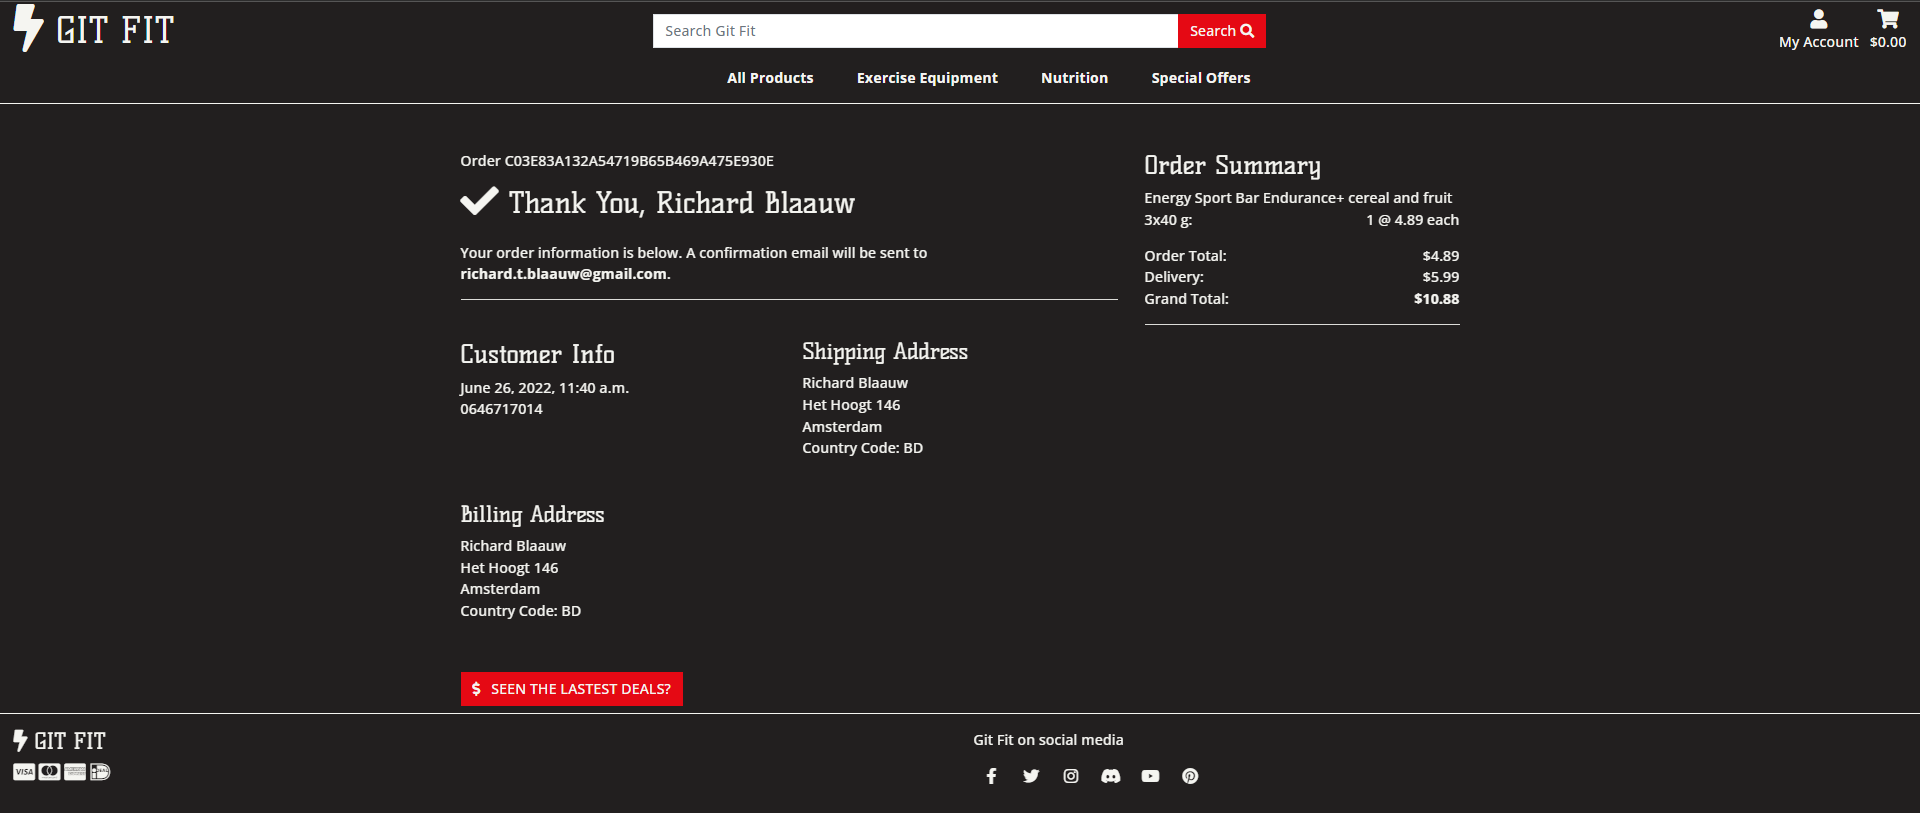 GIT FIT
Search Git Fit
Search
My Account
$0.00
All Products
Exercise Equipment
Nutrition
Special Offers
Order C03E83A132A54719B65B469A475E930E
Thank You, Richard Blaauw
Your order information is below. A confirmation email will be sent to
richard.t.blaauw@gmail.com.
Order Summary
Energy Sport Bar Endurance+ cereal and fruit
3x40 g: 1 @ 4.89 each
Order Total: $4.89
Delivery: $5.99
Grand Total: $10.88
Customer Info
June 26, 2022, 11:40 a.m.
0646717014
Shipping Address
Richard Blaauw
Het Hoogt 146
Amsterdam
Country Code: BD
Billing Address
Richard Blaauw
Het Hoogt 146
Amsterdam
Country Code: BD
$ SEEN THE LASTEST DEALS?
GIT FIT
VISA
Git Fit on social media